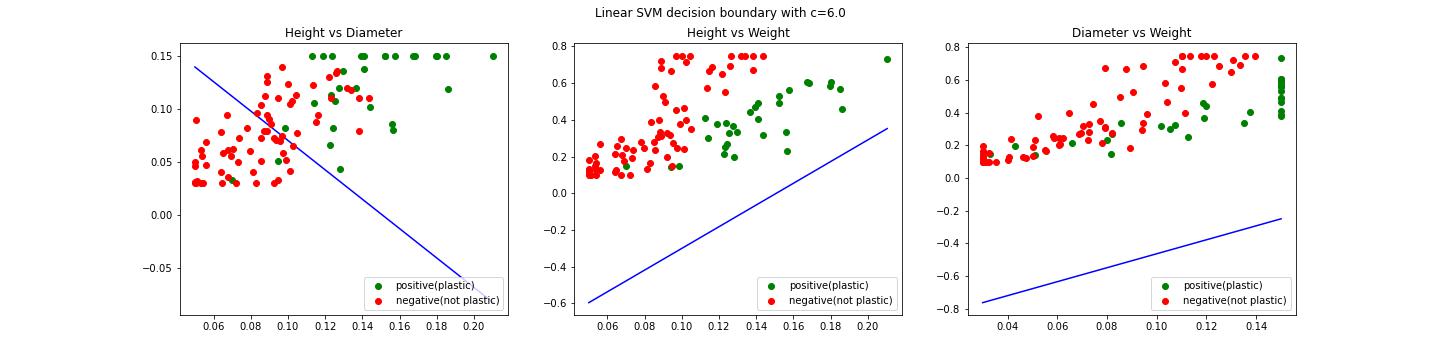 Linear SVM decision boundary with c=6.0
Height vs Diameter
0.15
0.10
0.05
0.00
−0.05
0.06 0.08 0.10 0.12 0.14 0.16 0.18 0.20
positive(plastic)
negative(not plastic)
Height vs Weight
0.8
0.6
0.4
0.2
0.0
−0.2
−0.4
−0.6
0.06 0.08 0.10 0.12 0.14 0.16 0.18 0.20
positive(plastic)
negative(not plastic)
Diameter vs Weight
0.8
0.6
0.4
0.2
0.0
−0.2
−0.4
−0.6
−0.8
0.04 0.06 0.08 0.10 0.12 0.14
positive(plastic)
negative(not plastic)